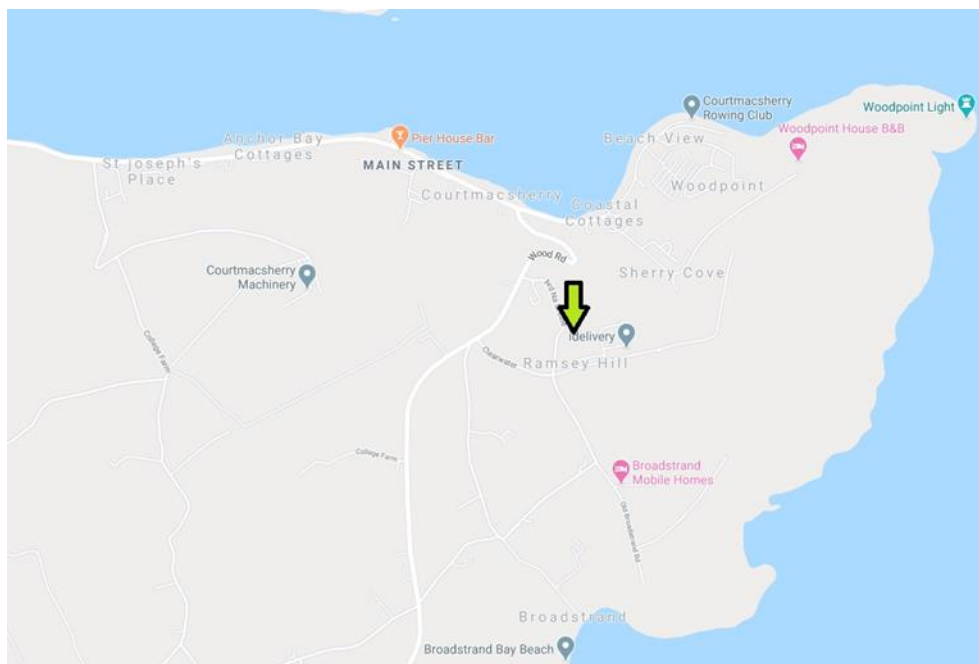 Courtmacsherry
Rowing Club
Woodpoint Light
Woodpoint House B&B
Anchor Bay
Cottages
Pier House Bar
Beach View
St Joseph's
Place
MAIN STREET
Woodpoint
Courtmacsherry
Coastal
Cottages
Wood Rd
Courtmacsherry
Machinery
Sherry Cove
Na
College Farm
Idelivery
Clearwater
Ramsey Hill
College Farm
Broadstrand
Mobile Homes
Old Broadstrand Rd
Broadstrand
Broadstrand Bay Beach